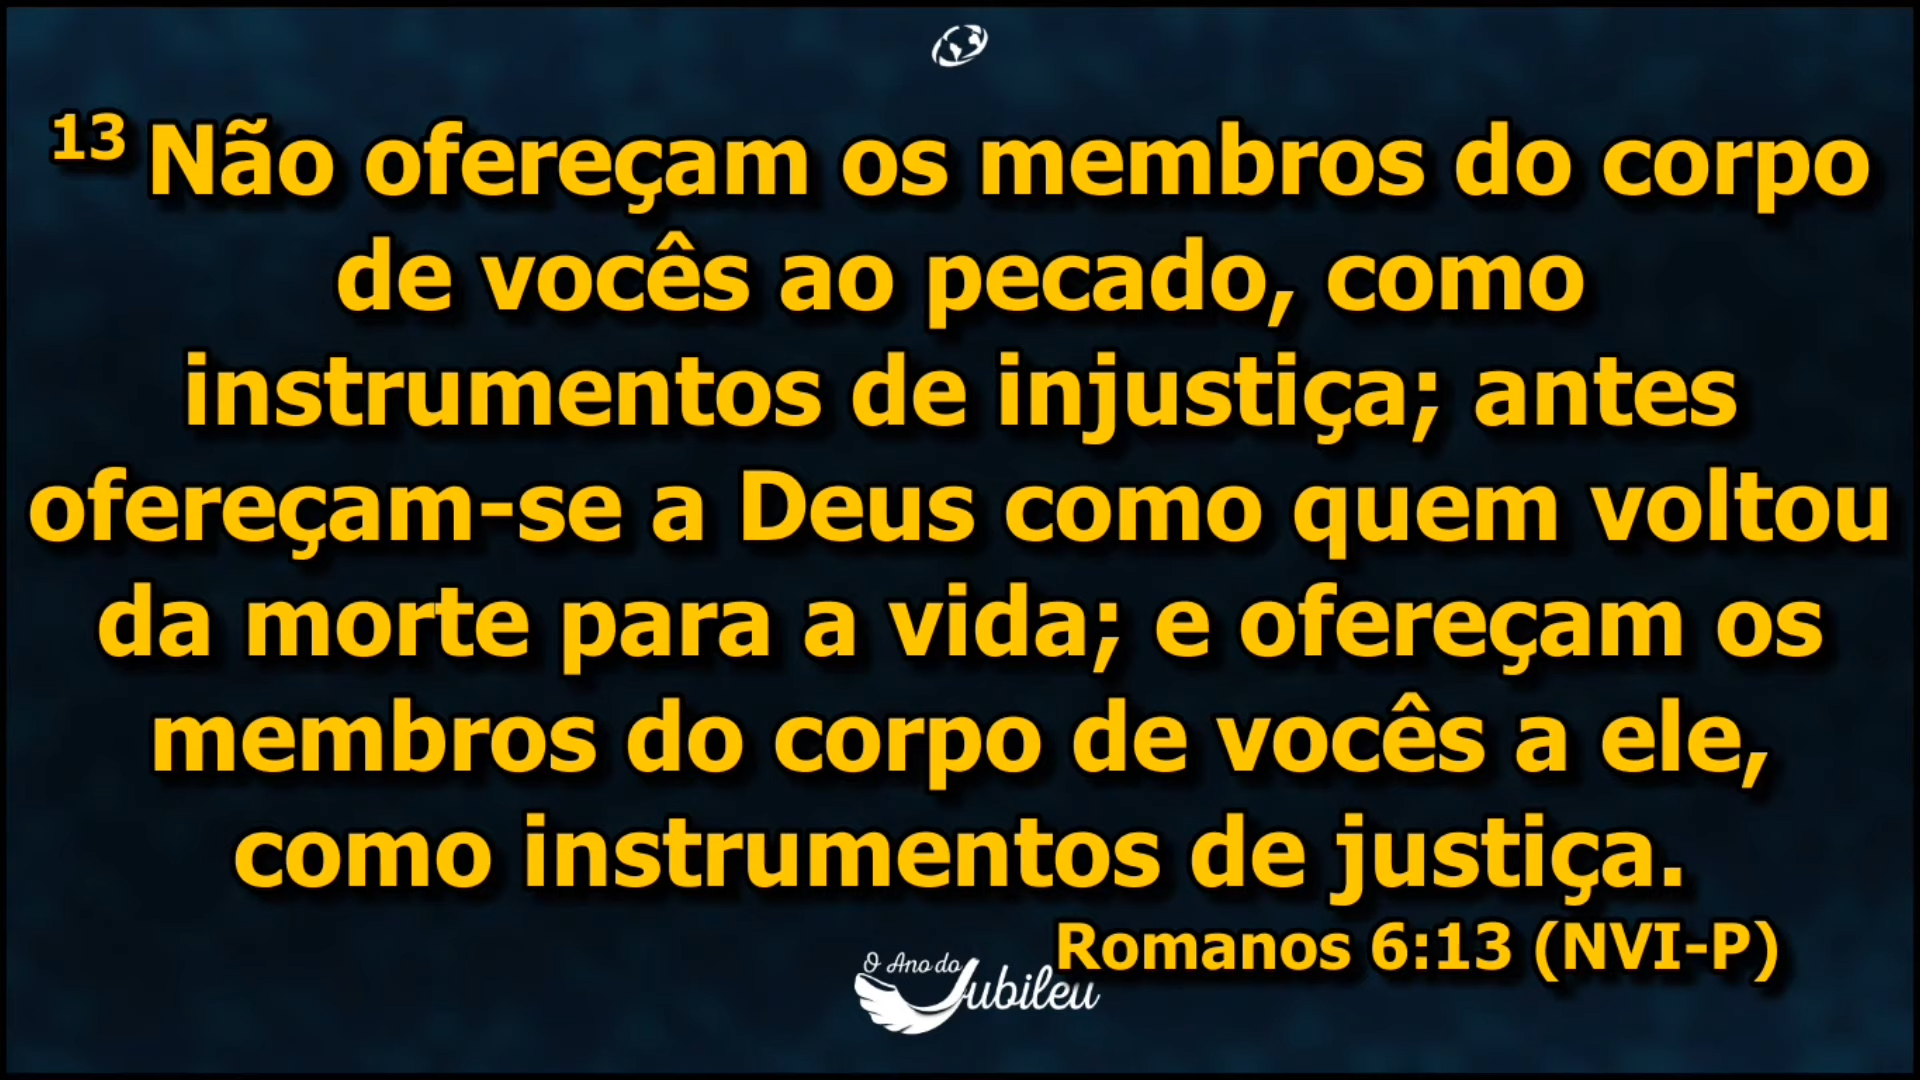 13 Não ofereçam os membros do corpo
de vocês ao pecado, como
instrumentos de injustiça; antes
ofereçam-se a Deus como quem voltou
da morte para a vida; e ofereçam os
membros do corpo de vocês a ele,
como instrumentos de justiça.
Romanos 6:13 (NVI-P)
O Ano do
Jubileu